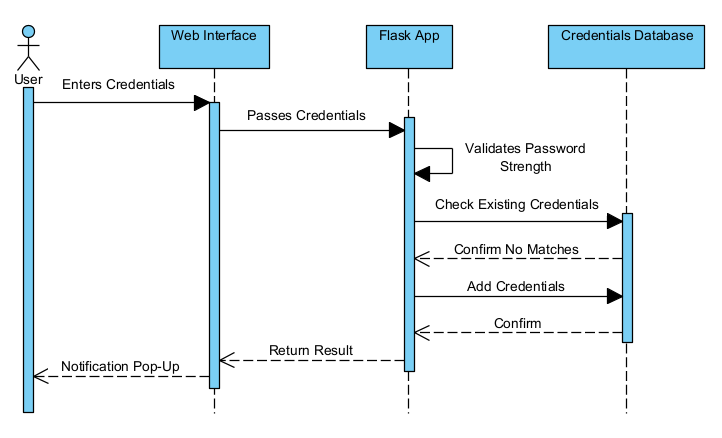 Web Interface
Flask App
Credentials Database
User
Enters Credentials
Passes Credentials
Validates Password
Strength
Check Existing Credentials
Confirm No Matches
Add Credentials
Confirm
Return Result
Notification Pop-Up